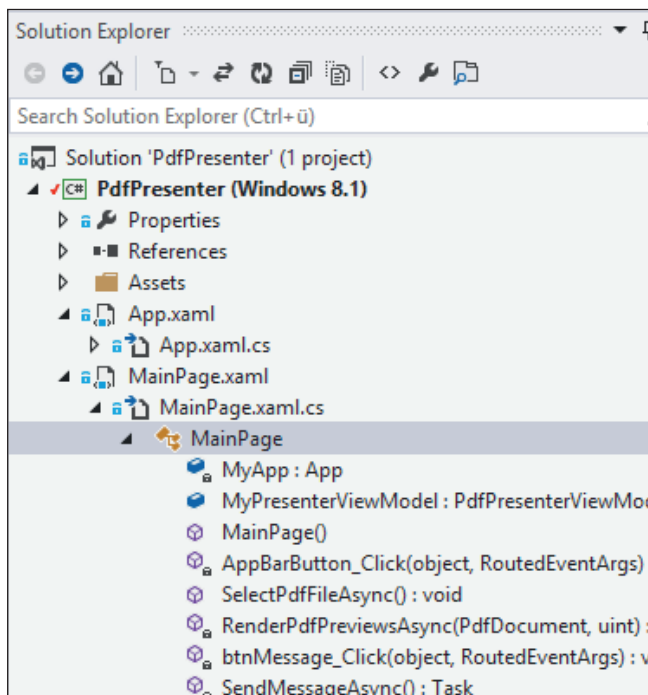 Solution Explorer
Search Solution Explorer (Ctrl+ü)
Solution 'PdfPresenter' (1 project)
C# PdfPresenter (Windows 8.1)
Properties
References
Assets
App.xaml
App.xaml.cs
MainPage.xaml
MainPage.xaml.cs
MainPage
MyApp : App
MyPresenterViewModel : PdfPresenterViewMod
MainPage()
AppBarButton_Click(object, RoutedEventArgs)
SelectPdfFileAsync() : void
RenderPdfPreviewsAsync(PdfDocument, uint) :
btnMessage_Click(object, RoutedEventArgs) : v
SendMessageAsync() : Task